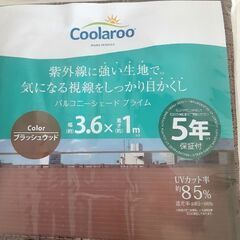 Coolaroo
紫外線に強い生地で、
気になる視線をしっかり目かくし
バルコニーシェード プライム
Color
ブラッシュウッド
幅
(約)
3.6×
(約)
1m
5年
保証付
UVカット率
約85%